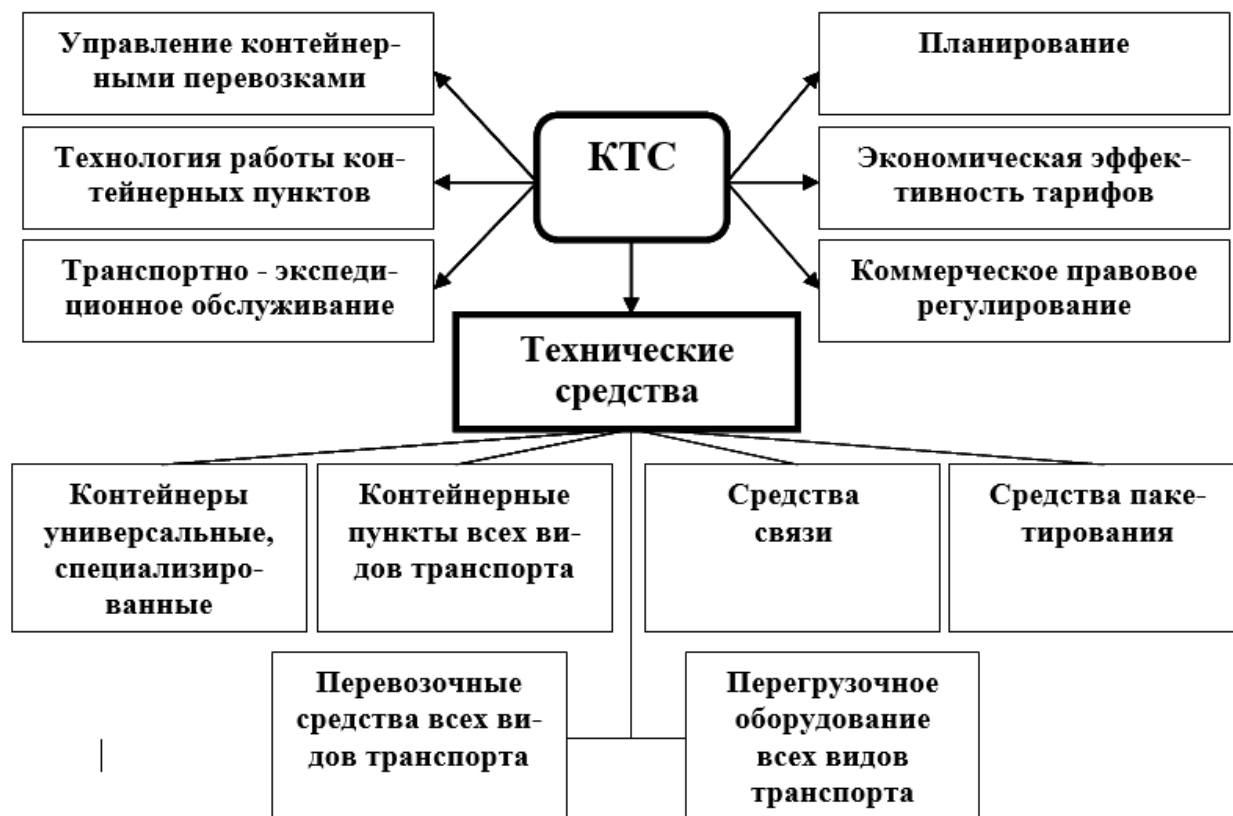 Управление контейнер-
ными перевозками
Планирование
КТС
Технология работы кон-
тейнерных пунктов
Экономическая эффек-
тивность тарифов
Транспортно - экспеди-
ционное обслуживание
Коммерческое правовое
регулирование
Технические
средства
Контейнеры
универсальные,
специализиро-
ванные
Контейнерные
пункты всех ви-
дов транспорта
Средства
связи
Средства паке-
тирования
Перевозочные
средства всех ви-
дов транспорта
Перегрузочное
оборудование
всех видов
транспорта